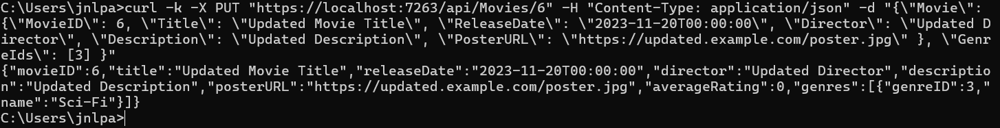 C:\Users\jnlpa>curl -k -X PUT "https://localhost:7263/api/Movies/6" -H "Content-Type: application/json" -d "{\"Movie\":
{\"MovieID\": 6, \"Title\": \"Updated Movie Title\", \"ReleaseDate\": \"2023-11-20T00:00:00\", \"Director\": \"Updated D
irector\", \"Description\": \"Updated Description\", \"PosterURL\": \"https://updated.example.com/poster.jpg\" }, \"Genr
eIds\": [3] }"
{"movieID":6,"title":"Updated Movie Title","releaseDate":"2023-11-20T00:00:00","director":"Updated Director","descriptio
n":"Updated Description","posterURL":"https://updated.example.com/poster.jpg","averageRating":0,"genres":[{"genreID":3,"
name":"Sci-Fi"}]}
C:\Users\jnlpa>